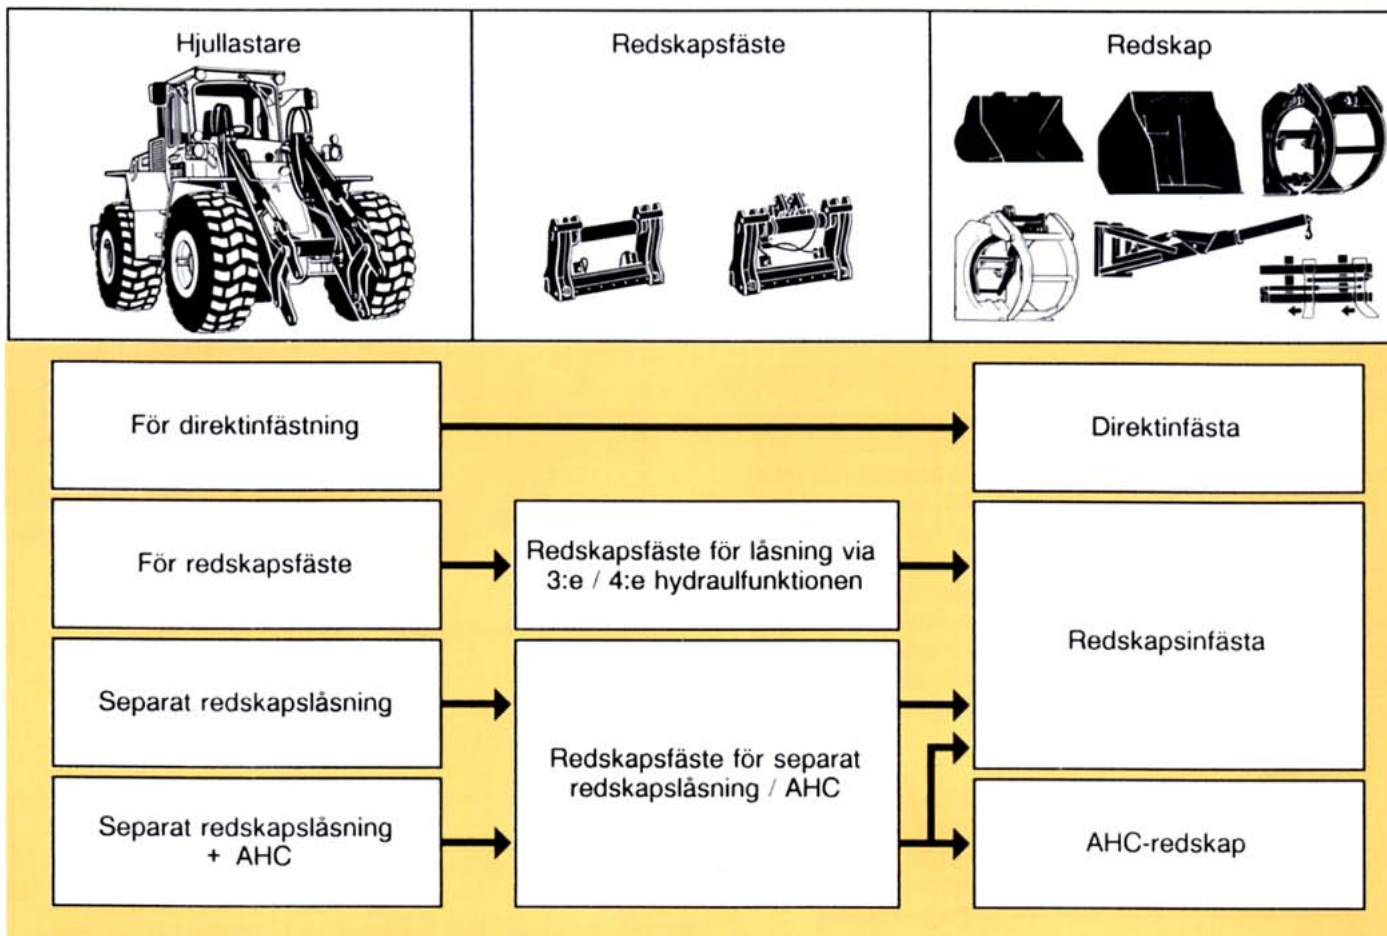 Hjullastare
Redskapsfäste
Redskap
För direktinfästning
Direktinfästa
För redskapsfäste
Redskapsfäste för låsning via
3:e / 4:e hydraulfunktionen
Redskapsinfästa
Separat redskapslåsning
Redskapsfäste för separat
redskapslåsning / AHC
Separat redskapslåsning
+ AHC
AHC-redskap